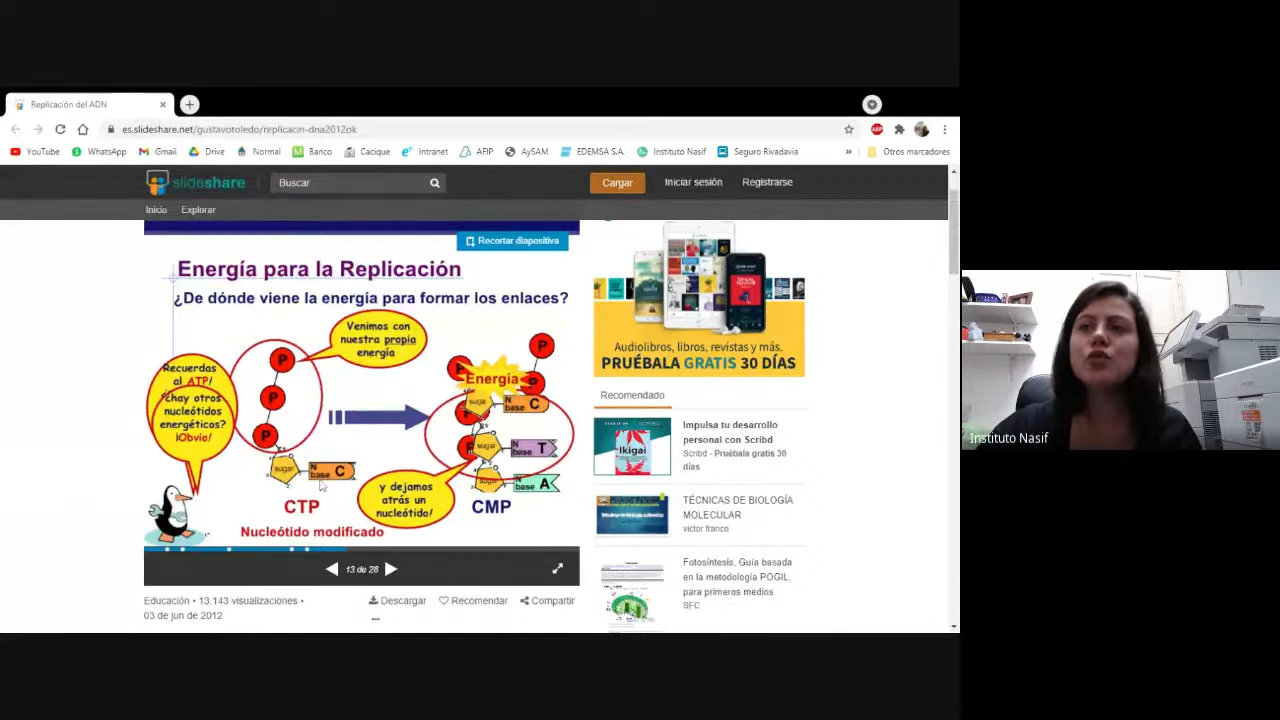 Replicación del ADN
es.slideshare.net/gustavotoledo/replicacin-dna2012ok
YouTube
WhatsApp
Gmail
Drive
Normal
Banco
Cacique
Intranet
AFIP
AySAM
EDEMSA S.A.
Instituto Nasif
Seguro Rivadavia
»
Otros marcadores
slideshare
Buscar
Cargar
Iniciar sesión
Registrarse
Inicio
Explorar
Recortar diapositiva
Energía para la Replicación
¿De dónde viene la energía para formar los enlaces?
Venimos con
nuestra propia
energía
Recuerdas
al ATP!
¿hay otros
nucleótidos
energéticos?
¡Obvio!
P
P
P
sugar
N
base C
CTP
Nucleótido modificado
P
Energía
P
suga
N
base C
sugar
N
base T
N
base A
y dejamos
atrás un
nucleótido!
CMP
13 de 28
Educación • 13.143 visualizaciones •
03 de jun de 2012
Descargar
Recomendar
Compartir
...
Audiolibros, libros, revistas y más.
PRUÉBALA GRATIS 30 DÍAS
Recomendado
Ikigai
Impulsa tu desarrollo
personal con Scribd
Scribd - Pruébala gratis 30
días
TÉCNICAS DE BIOLOGÍA
MOLECULAR
victor franco
Fotosíntesis, Guía basada
en la metodología POGIL,
para primeros medios
SFC
ABP
Instituto Nasif